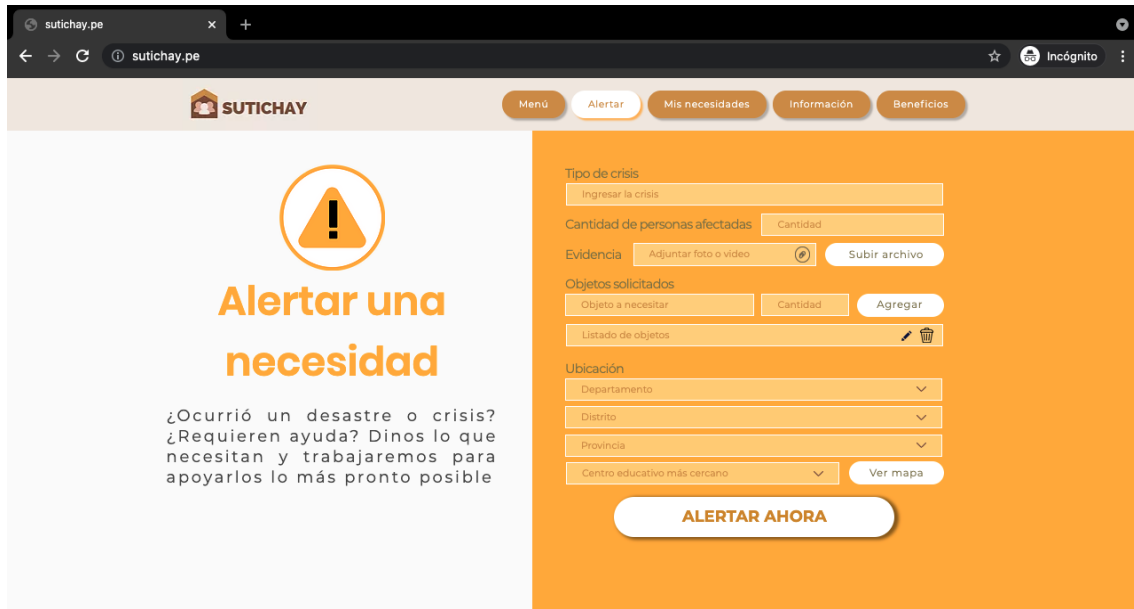 sutichay.pe
sutichay.pe
Incógnito
SUTICHAY
Menú
Alertar
Mis necesidades
Información
Beneficios
Alertar una
necesidad
¿Ocurrió un desastre o crisis?
¿Requieren ayuda? Dinos lo que
necesitan y trabajaremos para
apoyarlos lo más pronto posible
Tipo de crisis
Ingresar la crisis
Cantidad de personas afectadas Cantidad
Evidencia Adjuntar foto o video Subir archivo
Objetos solicitados
Objeto a necesitar Cantidad Agregar
Listado de objetos
Ubicación
Departamento
Distrito
Provincia
Centro educativo más cercano Ver mapa
ALERTAR AHORA